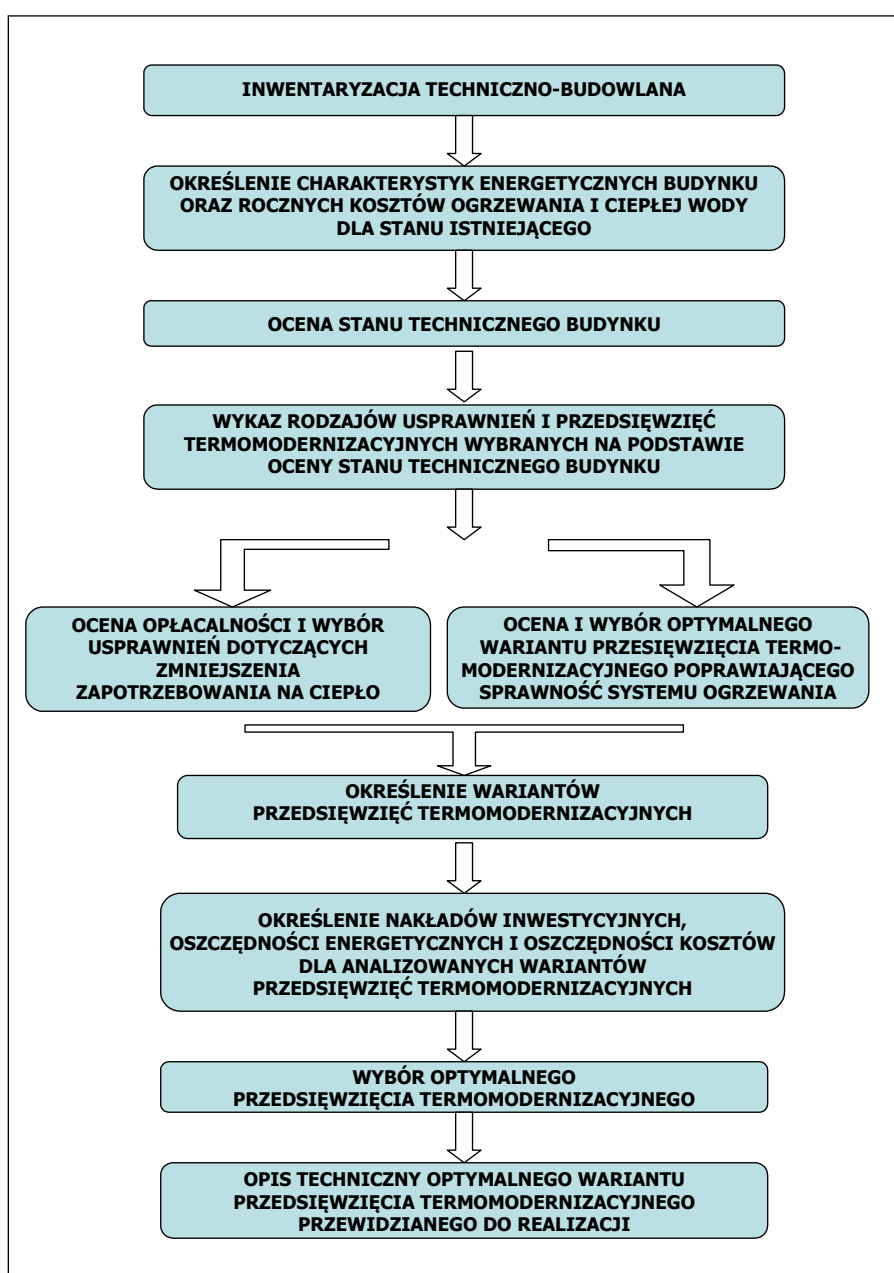 INWENTARYZACJA TECHNICZNO-BUDOWLANA
OKREŚLENIE CHARAKTERYSTYK ENERGETYCZNYCH BUDYNKU
ORAZ ROCZNYCH KOSZTÓW OGRZEWANIA I CIEPŁEJ WODY
DLA STANU ISTNIEJĄCEGO
OCENA STANU TECHNICZNEGO BUDYNKU
WYKAZ RODZAJÓW USPRAWNIEŃ I PRZEDSIĘWZIĘĆ
TERMOMODERNIZACYJNYCH WYBRANYCH NA PODSTAWIE
OCENY STANU TECHNICZNEGO BUDYNKU
OCENA OPŁACALNOŚCI I WYBÓR
USPRAWNIEŃ DOTYCZĄCYCH
ZMNIEJSZENIA
ZAPOTRZEBOWANIA NA CIEPŁO
OCENA I WYBÓR OPTYMALNEGO
WARIANTU PRZESIĘWZIĘCIA TERMO-
MODERNIZACYJNEGO POPRAWIAJĄCEGO
SPRAWNOŚĆ SYSTEMU OGRZEWANIA
OKREŚLENIE WARIANTÓW
PRZEDSIĘWZIĘĆ TERMOMODERNIZACYJNYCH
OKREŚLENIE NAKŁADÓW INWESTYCYJNYCH,
OSZCZĘDNOŚCI ENERGETYCZNYCH I OSZCZĘDNOŚCI KOSZTÓW
DLA ANALIZOWANYCH WARIANTÓW
PRZEDSIĘWZIĘĆ TERMOMODERNIZACYJNYCH
WYBÓR OPTYMALNEGO
PRZEDSIĘWZIĘCIA TERMOMODERNIZACYJNEGO
OPIS TECHNICZNY OPTYMALNEGO WARIANTU
PRZEDSIĘWZIĘCIA TERMOMODERNIZACYJNEGO
PRZEWIDZIANEGO DO REALIZACJI